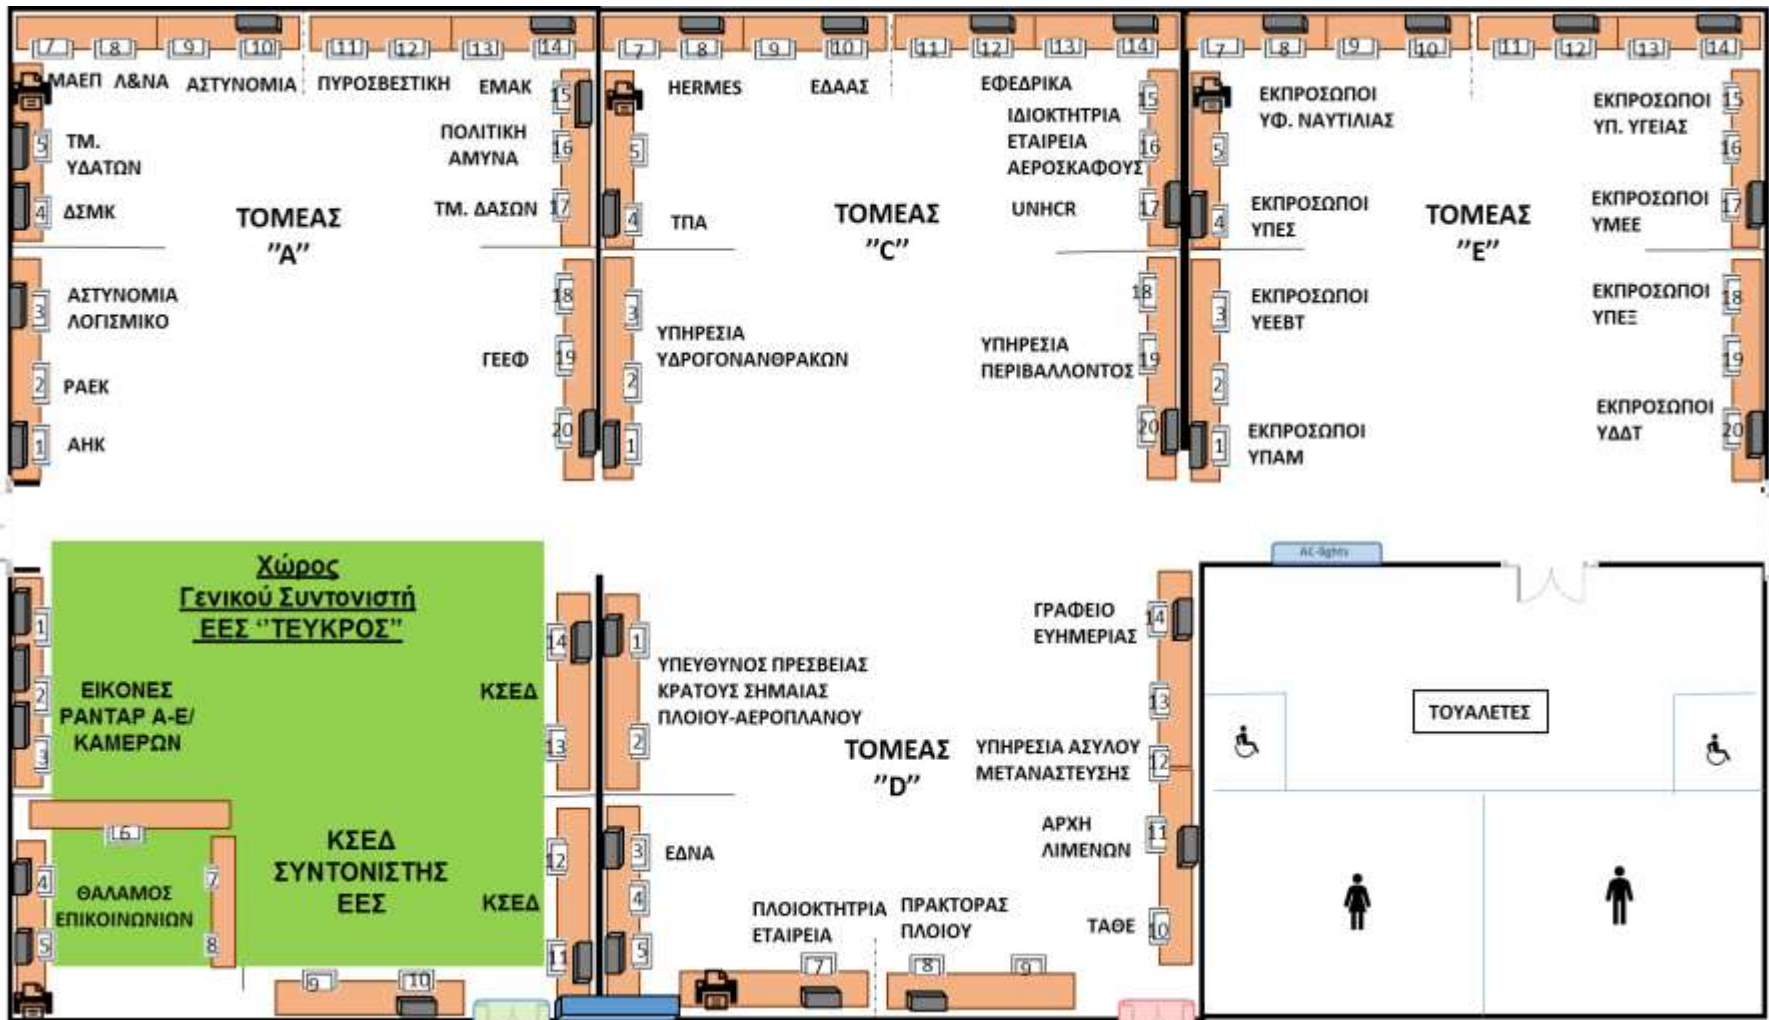 7 8 9 10 11 12 13 14
ΜΑΕΠ Λ&ΝΑ ΑΣΤΥΝΟΜΙΑ ΠΥΡΟΣΒΕΣΤΙΚΗ ΕΜΑΚ 15
5 ΤΜ.
ΥΔΑΤΩΝ
ΠΟΛΙΤΙΚΗ
ΑΜΥΝΑ 16
4 ΔΣΜΚ
ΤΜ. ΔΑΣΩΝ 17
ΤΟΜΕΑΣ
"Α"
3 ΑΣΤΥΝΟΜΙΑ
ΛΟΓΙΣΜΙΚΟ
18
2 ΡΑΕΚ
ΓΕΕΦ 19
1 ΑΗΚ
20
7 8 9 10 11 12 13 14
HERMES ΕΔΑΑΣ ΕΦΕΔΡΙΚΑ 15
5
ΙΔΙΟΚΤΗΤΡΙΑ
ΕΤΑΙΡΕΙΑ 16
ΑΕΡΟΣΚΑΦΟΥΣ
4 ΤΠΑ
UNHCR 17
ΤΟΜΕΑΣ
"C"
3
ΥΠΗΡΕΣΙΑ
ΥΔΡΟΓΟΝΑΝΘΡΑΚΩΝ
2
18
ΥΠΗΡΕΣΙΑ
ΠΕΡΙΒΑΛΛΟΝΤΟΣ 19
1
20
7 8 9 10 11 12 13 14
ΕΚΠΡΟΣΩΠΟΙ
ΥΦ. ΝΑΥΤΙΛΙΑΣ
ΕΚΠΡΟΣΩΠΟΙ 15
ΥΠ. ΥΓΕΙΑΣ
5
16
ΕΚΠΡΟΣΩΠΟΙ
4 ΥΠΕΣ
ΕΚΠΡΟΣΩΠΟΙ 17
ΥΜΕΕ
ΤΟΜΕΑΣ
"Ε"
ΕΚΠΡΟΣΩΠΟΙ
3 ΥΕΕΒΤ
ΕΚΠΡΟΣΩΠΟΙ 18
ΥΠΕΞ
2
19
ΕΚΠΡΟΣΩΠΟΙ
1 ΥΠΑΜ
ΕΚΠΡΟΣΩΠΟΙ
ΥΔΔΤ 20
Χώρος
Γενικού Συντονιστή
ΕΕΣ ‘’ΤΕΥΚΡΟΣ’’
1
2 ΕΙΚΟΝΕΣ
ΡΑΝΤΑΡ Α-Ε/
3 ΚΑΜΕΡΩΝ
14
ΚΣΕΔ
13
6
4 ΘΑΛΑΜΟΣ
ΕΠΙΚΟΙΝΩΝΙΩΝ
5
7
8
ΚΣΕΔ
ΣΥΝΤΟΝΙΣΤΗΣ
ΕΕΣ
12
ΚΣΕΔ
11
9 10
1
ΥΠΕΥΘΥΝΟΣ ΠΡΕΣΒΕΙΑΣ
ΚΡΑΤΟΥΣ ΣΗΜΑΙΑΣ
ΠΛΟΙΟΥ-ΑΕΡΟΠΛΑΝΟΥ
2
ΓΡΑΦΕΙΟ
ΕΥΗΜΕΡΙΑΣ 14
13
ΤΟΜΕΑΣ
"D"
ΥΠΗΡΕΣΙΑ ΑΣΥΛΟΥ
ΜΕΤΑΝΑΣΤΕΥΣΗΣ 12
3 ΕΔΝΑ
4
5
ΑΡΧΗ
ΛΙΜΕΝΩΝ 11
ΠΛΟΙΟΚΤΗΤΡΙΑ
ΕΤΑΙΡΕΙΑ
ΠΡΑΚΤΟΡΑΣ
ΠΛΟΙΟΥ
ΤΑΘΕ 10
7 8 9
AC-lights
ΤΟΥΑΛΕΤΕΣ